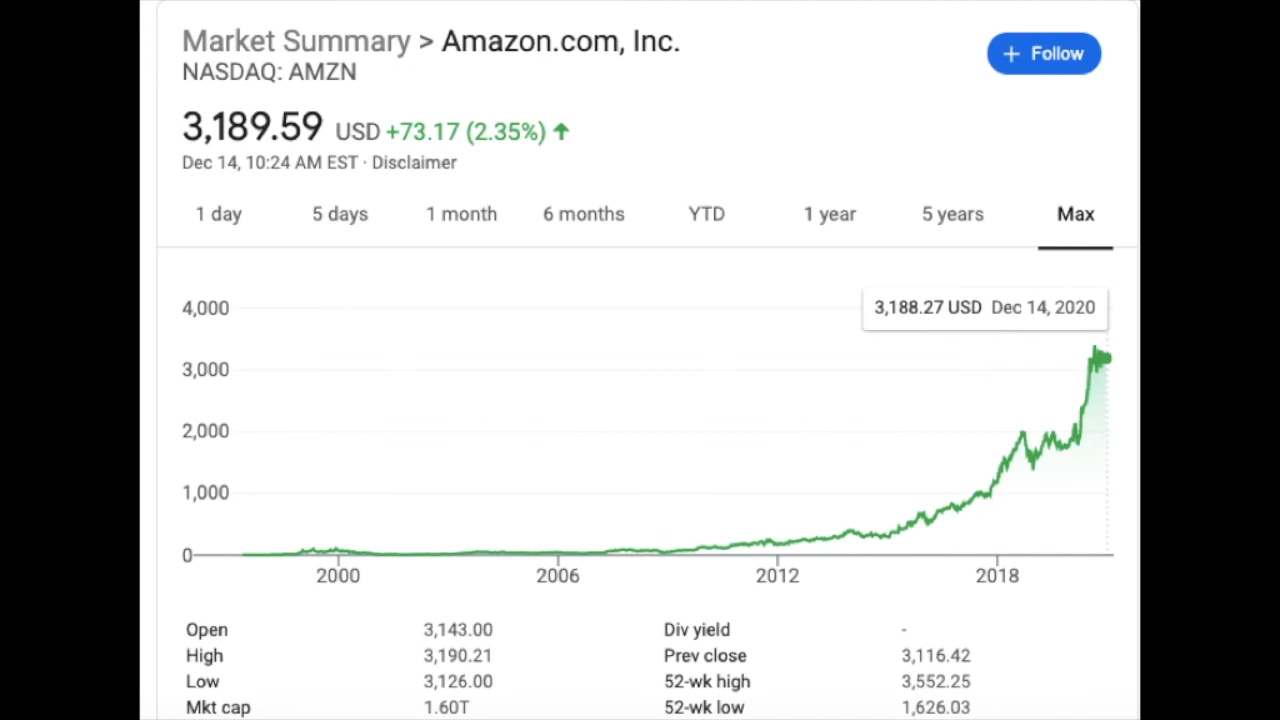 Market Summary > Amazon.com, Inc.
+ Follow
NASDAQ: AMZN
3,189.59 USD +73.17 (2.35%) ↑
Dec 14, 10:24 AM EST · Disclaimer
1 day 5 days 1 month 6 months YTD 1 year 5 years Max
3,188.27 USD Dec 14, 2020
4,000
3,000
2,000
1,000
0
2000 2006 2012 2018
Open 3,143.00 Div yield -
High 3,190.21 Prev close 3,116.42
Low 3,126.00 52-wk high 3,552.25
Mkt cap 1.60T 52-wk low 1,626.03